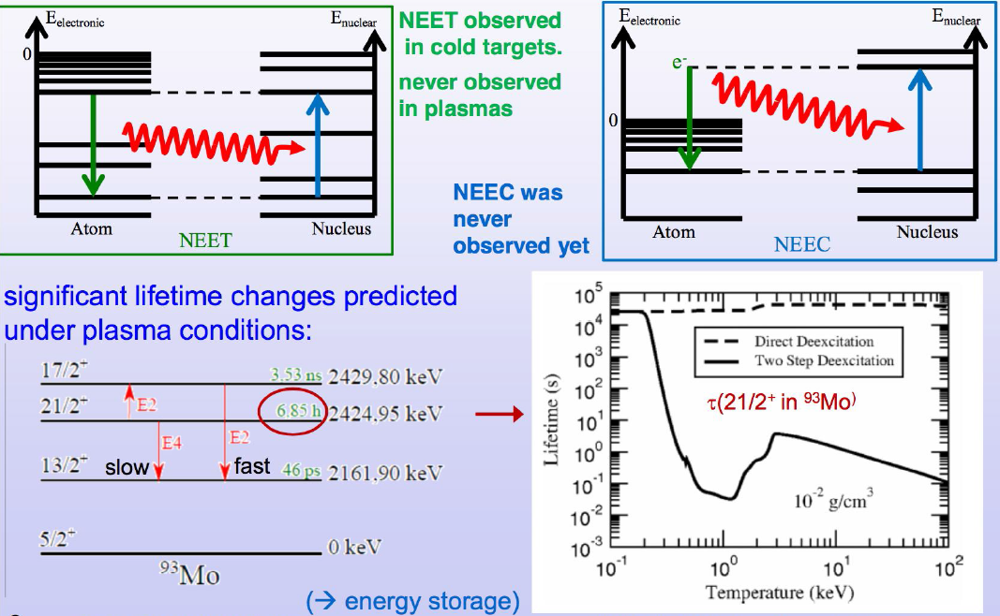 E electronic
E nuclear
0
Atom
Nucleus
NEET
NEET observed
in cold targets.
never observed
in plasmas
NEEC was
never
observed yet
E electronic
E nuclear
e-
0
Atom
Nucleus
NEEC
significant lifetime changes predicted
under plasma conditions:
17/2+ 3.53 ns 2429,80 keV
E2
21/2+ 6,85 h 2424,95 keV
E4 E2
13/2+ slow fast 46 ps 2161,90 keV
5/2+ 0 keV
93Mo
(→ energy storage)
10^5
10^4
10^3
10^2
10^1
10^0
10^-1
10^-2
10^-3
Lifetime (s)
Direct Deexcitation
Two Step Deexcitation
τ(21/2+ in 93Mo)
10^-2 g/cm^3
10^-1 10^0 10^1 10^2
Temperature (keV)